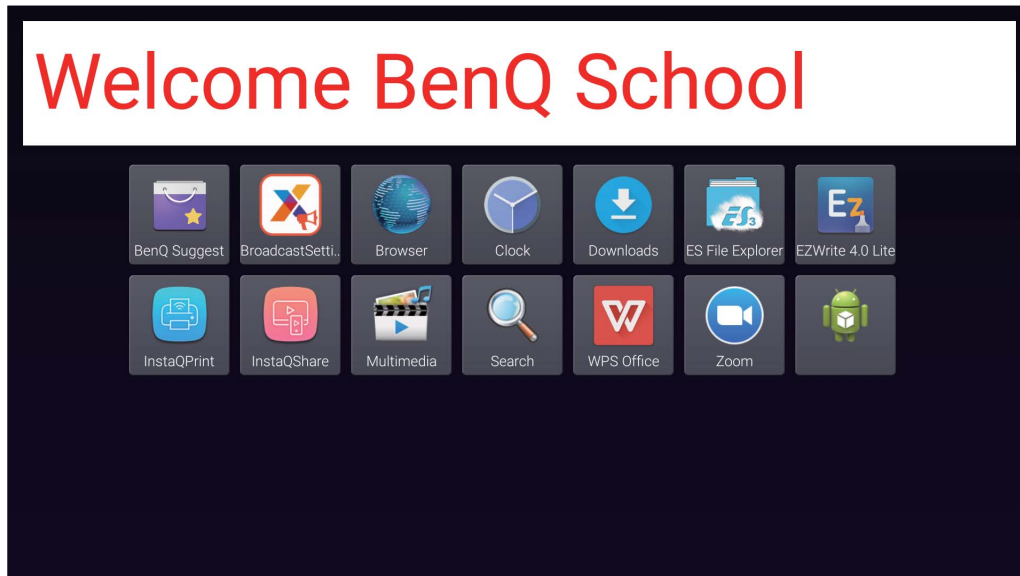 Welcome BenQ School
BenQ Suggest
BroadcastSetti..
Browser
Clock
Downloads
ES File Explorer
EZWrite 4.0 Lite
InstaQPrint
InstaQShare
Multimedia
Search
WPS Office
Zoom